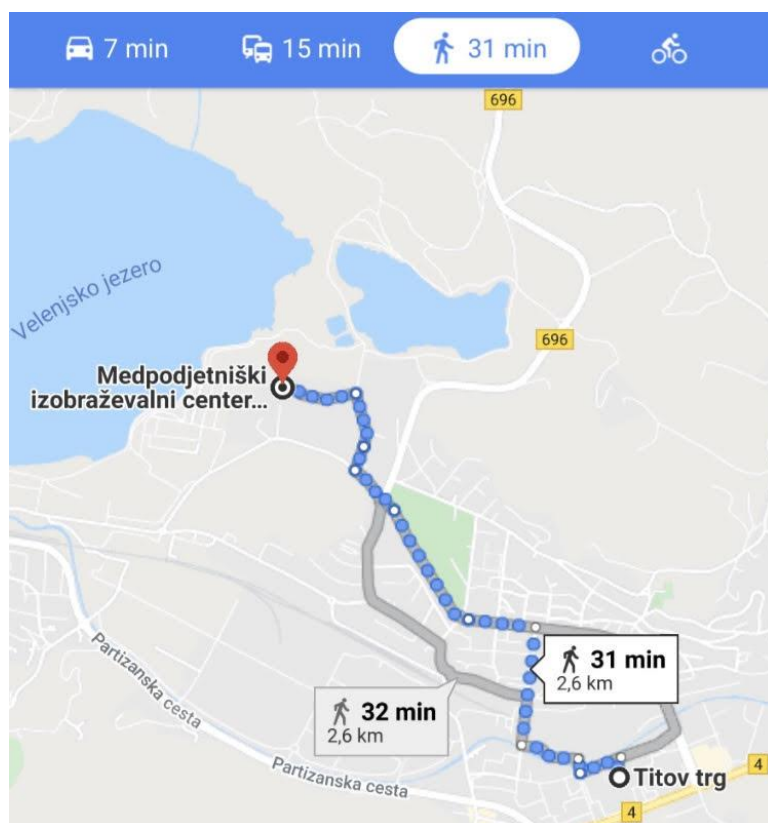 7 min
15 min
31 min
696
Velenjsko jezero
696
Medpodjetniški
izobraževalni center...
31 min
2,6 km
32 min
2,6 km
Partizanska cesta
Partizanska cesta
Titov trg
4
4